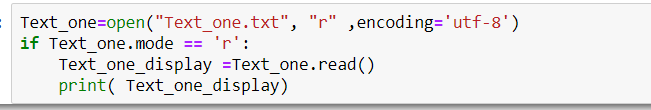 Text_one=open("Text_one.txt", "r" ,encoding='utf-8')
if Text_one.mode == 'r':
    Text_one_display =Text_one.read()
    print( Text_one_display)